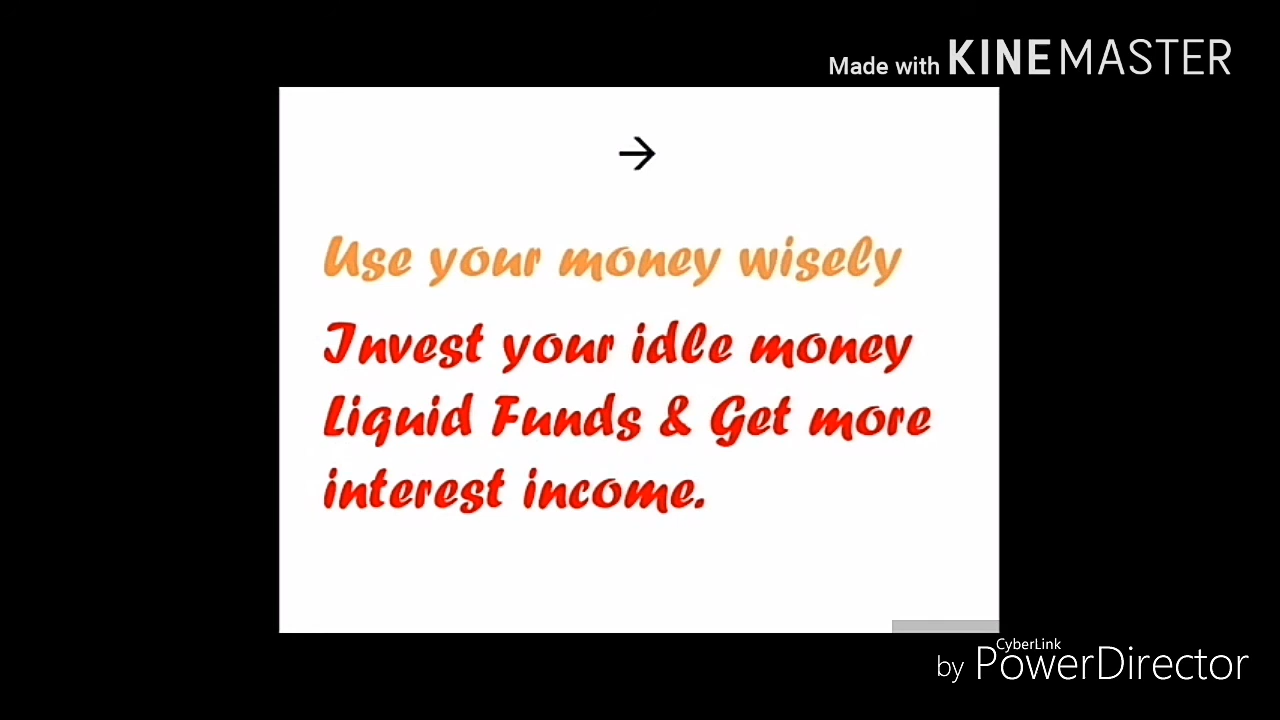 Made with KINEMASTER
→
Use your money wisely
Invest your idle money
Liquid Funds & Get more
interest income.
CyberLink
by PowerDirector